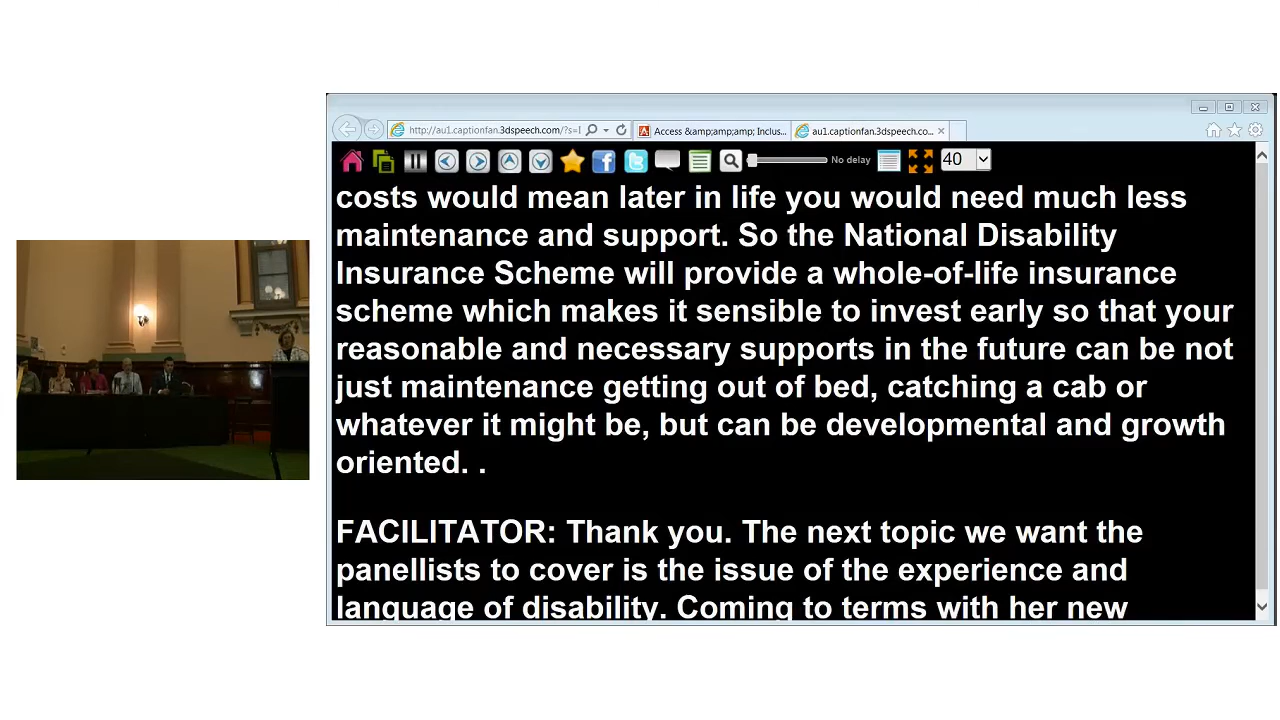 http://au1.captionfan.3dspeech.com/?s=I
Access &amp;amp;amp; Inclus...
au1.captionfan.3dspeech.co...
No delay
40
costs would mean later in life you would need much less
maintenance and support. So the National Disability
Insurance Scheme will provide a whole-of-life insurance
scheme which makes it sensible to invest early so that your
reasonable and necessary supports in the future can be not
just maintenance getting out of bed, catching a cab or
whatever it might be, but can be developmental and growth
oriented. .
FACILITATOR: Thank you. The next topic we want the
panellists to cover is the issue of the experience and
language of disability. Coming to terms with her new